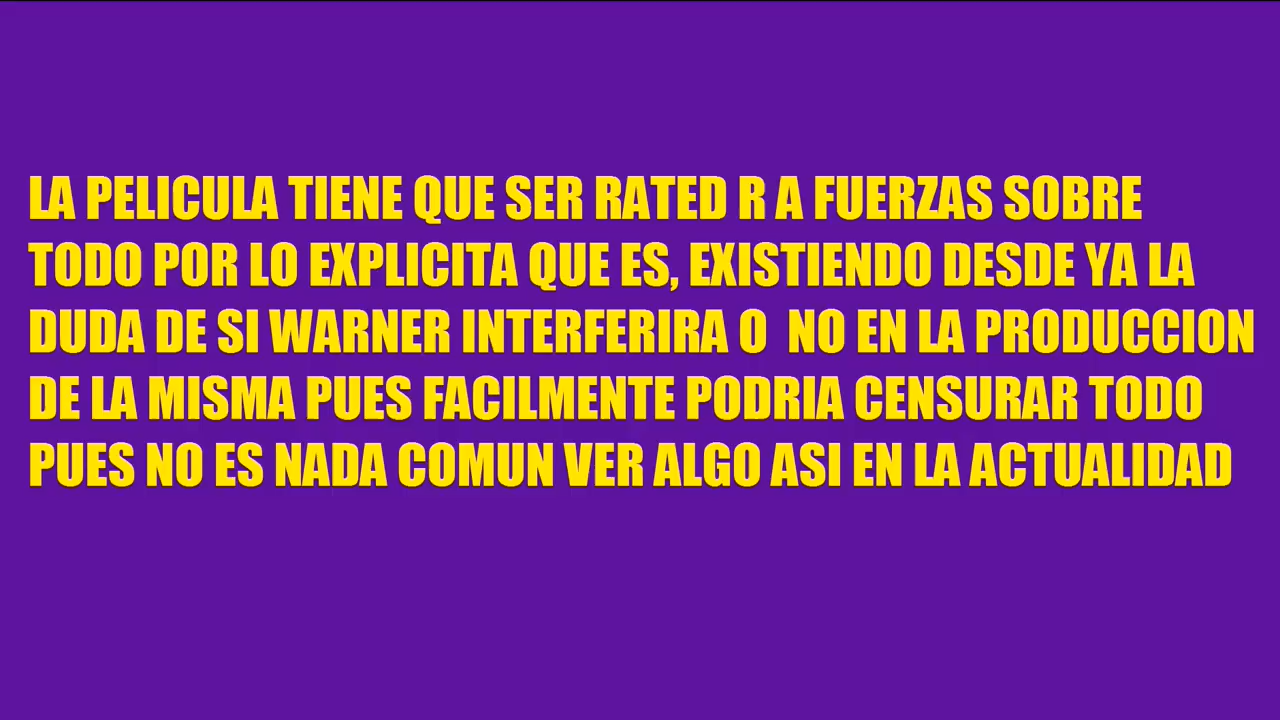 LA PELICULA TIENE QUE SER RATED R A FUERZAS SOBRE
TODO POR LO EXPLICITA QUE ES, EXISTIENDO DESDE YA LA
DUDA DE SI WARNER INTERFERIRA O  NO EN LA PRODUCCION
DE LA MISMA PUES FACILMENTE PODRIA CENSURAR TODO
PUES NO ES NADA COMUN VER ALGO ASI EN LA ACTUALIDAD